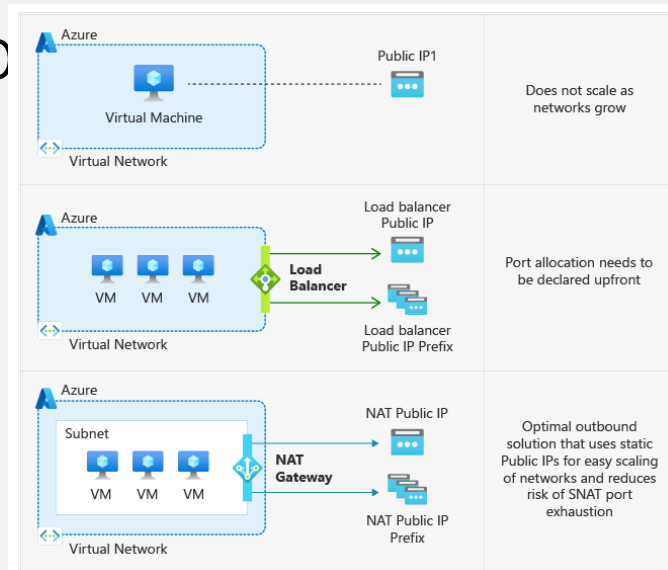 Azure
Public IP1
Virtual Machine
Virtual Network
Does not scale as
networks grow
Azure
Load balancer
Public IP
VM VM VM
Load
Balancer
Load balancer
Public IP Prefix
Virtual Network
Port allocation needs to
be declared upfront
Azure
Subnet
NAT Public IP
VM VM VM
NAT
Gateway
NAT Public IP
Prefix
Virtual Network
Optimal outbound
solution that uses static
Public IPs for easy scaling
of networks and reduces
risk of SNAT port
exhaustion